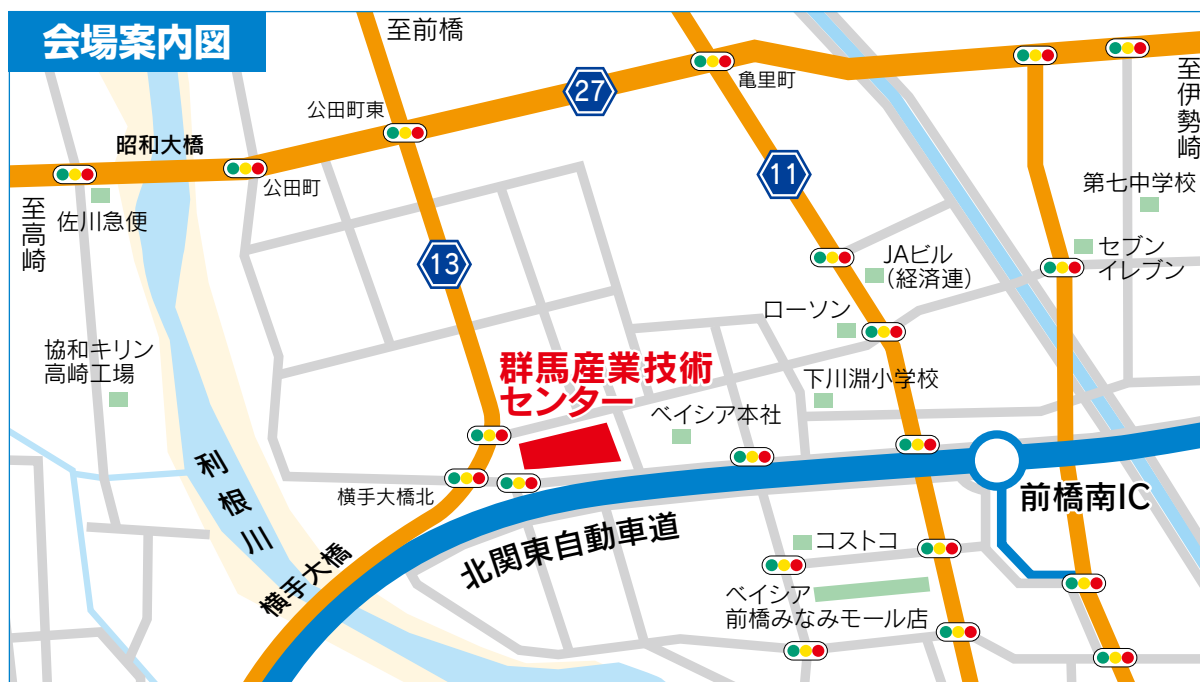 会場案内図
至前橋
27
亀里町
公田町東
昭和大橋
公田町
至伊勢崎
11
第七中学校
佐川急便
至高崎
13
セブン
イレブン
JAビル
（経済連）
ローソン
協和キリン
高崎工場
群馬産業技術
センター
下川淵小学校
ベイシア本社
利根川
横手大橋北
前橋南IC
北関東自動車道
横手大橋
コストコ
ベイシア
前橋みなみモール店